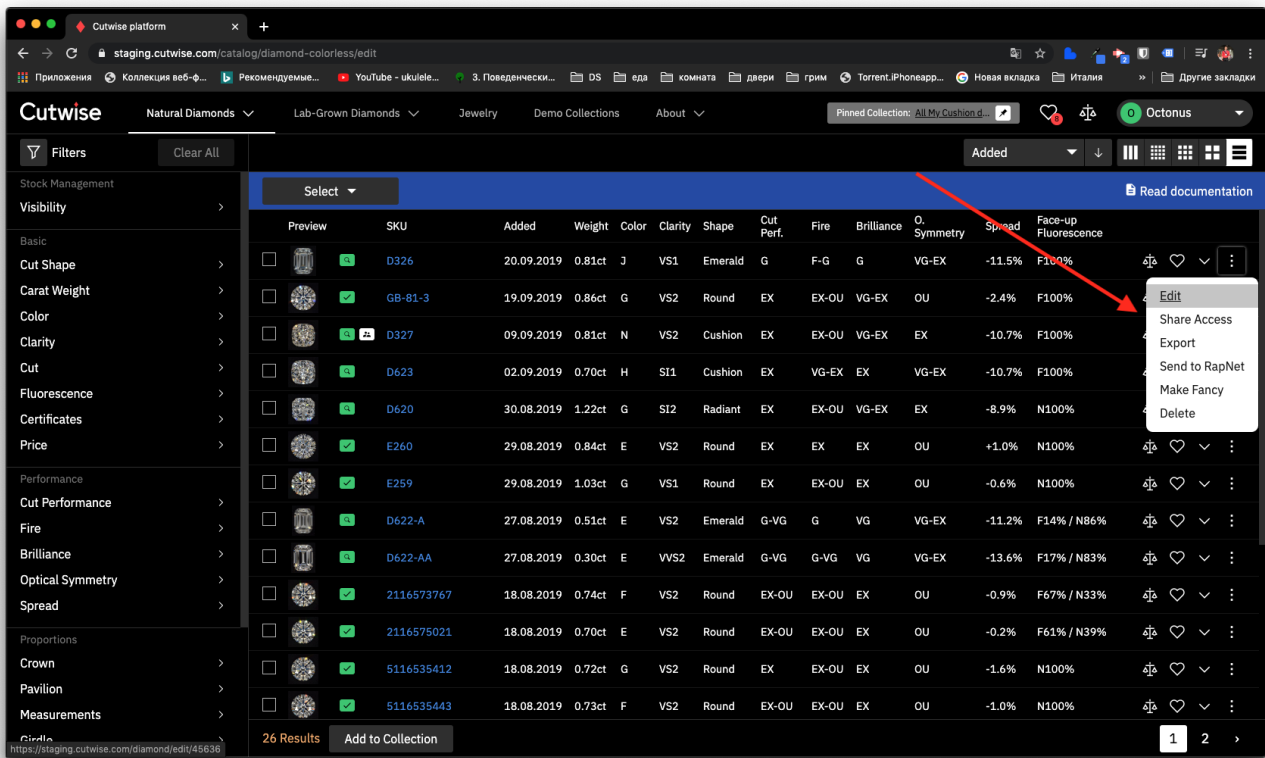 Cutwise platform
staging.cutwise.com/catalog/diamond-colorless/edit
Приложения Коллекция веб-ф... Рекомендуемые... YouTube - ukulele... 3. Поведенчески... DS еда комната двери грим Torrent.iPhoneapp... Новая вкладка Италия » Другие закладки
Cutwise Natural Diamonds Lab-Grown Diamonds Jewelry Demo Collections About Pinned Collection: All My Cushion d... 8 O Octonus
Filters Clear All Added
Stock Management
Visibility
Basic
Cut Shape
Carat Weight
Color
Clarity
Cut
Fluorescence
Certificates
Price
Performance
Cut Performance
Fire
Brilliance
Optical Symmetry
Spread
Proportions
Crown
Pavilion
Measurements
Girdle
https://staging.cutwise.com/diamond/edit/45636
Select Read documentation
Preview SKU Added Weight Color Clarity Shape Cut Perf. Fire Brilliance O. Symmetry Spread Face-up Fluorescence
D326 20.09.2019 0.81ct J VS1 Emerald G F-G G VG-EX -11.5% F100%
GB-81-3 19.09.2019 0.86ct G VS2 Round EX EX-OU VG-EX OU -2.4% F100%
D327 09.09.2019 0.81ct N VS2 Cushion EX EX-OU VG-EX EX -10.7% F100%
D623 02.09.2019 0.70ct H SI1 Cushion EX VG-EX EX VG-EX -10.7% F100%
D620 30.08.2019 1.22ct G SI2 Radiant EX EX-OU VG-EX EX -8.9% N100%
E260 29.08.2019 0.84ct E VS2 Round EX EX EX OU +1.0% N100%
E259 29.08.2019 1.03ct G VS1 Round EX EX-OU EX OU -0.6% N100%
D622-A 27.08.2019 0.51ct E VS2 Emerald G-VG G VG VG-EX -11.2% F14% / N86%
D622-AA 27.08.2019 0.30ct E VVS2 Emerald G-VG G-VG VG VG-EX -13.6% F17% / N83%
2116573767 18.08.2019 0.74ct F VS2 Round EX-OU EX-OU EX OU -0.9% F67% / N33%
2116575021 18.08.2019 0.70ct E VS2 Round EX-OU EX-OU EX OU -0.2% F61% / N39%
5116535412 18.08.2019 0.72ct G VS2 Round EX EX-OU EX OU -1.6% N100%
5116535443 18.08.2019 0.73ct F VS2 Round EX-OU EX-OU EX OU -1.0% N100%
Edit
Share Access
Export
Send to RapNet
Make Fancy
Delete
26 Results Add to Collection 1 2